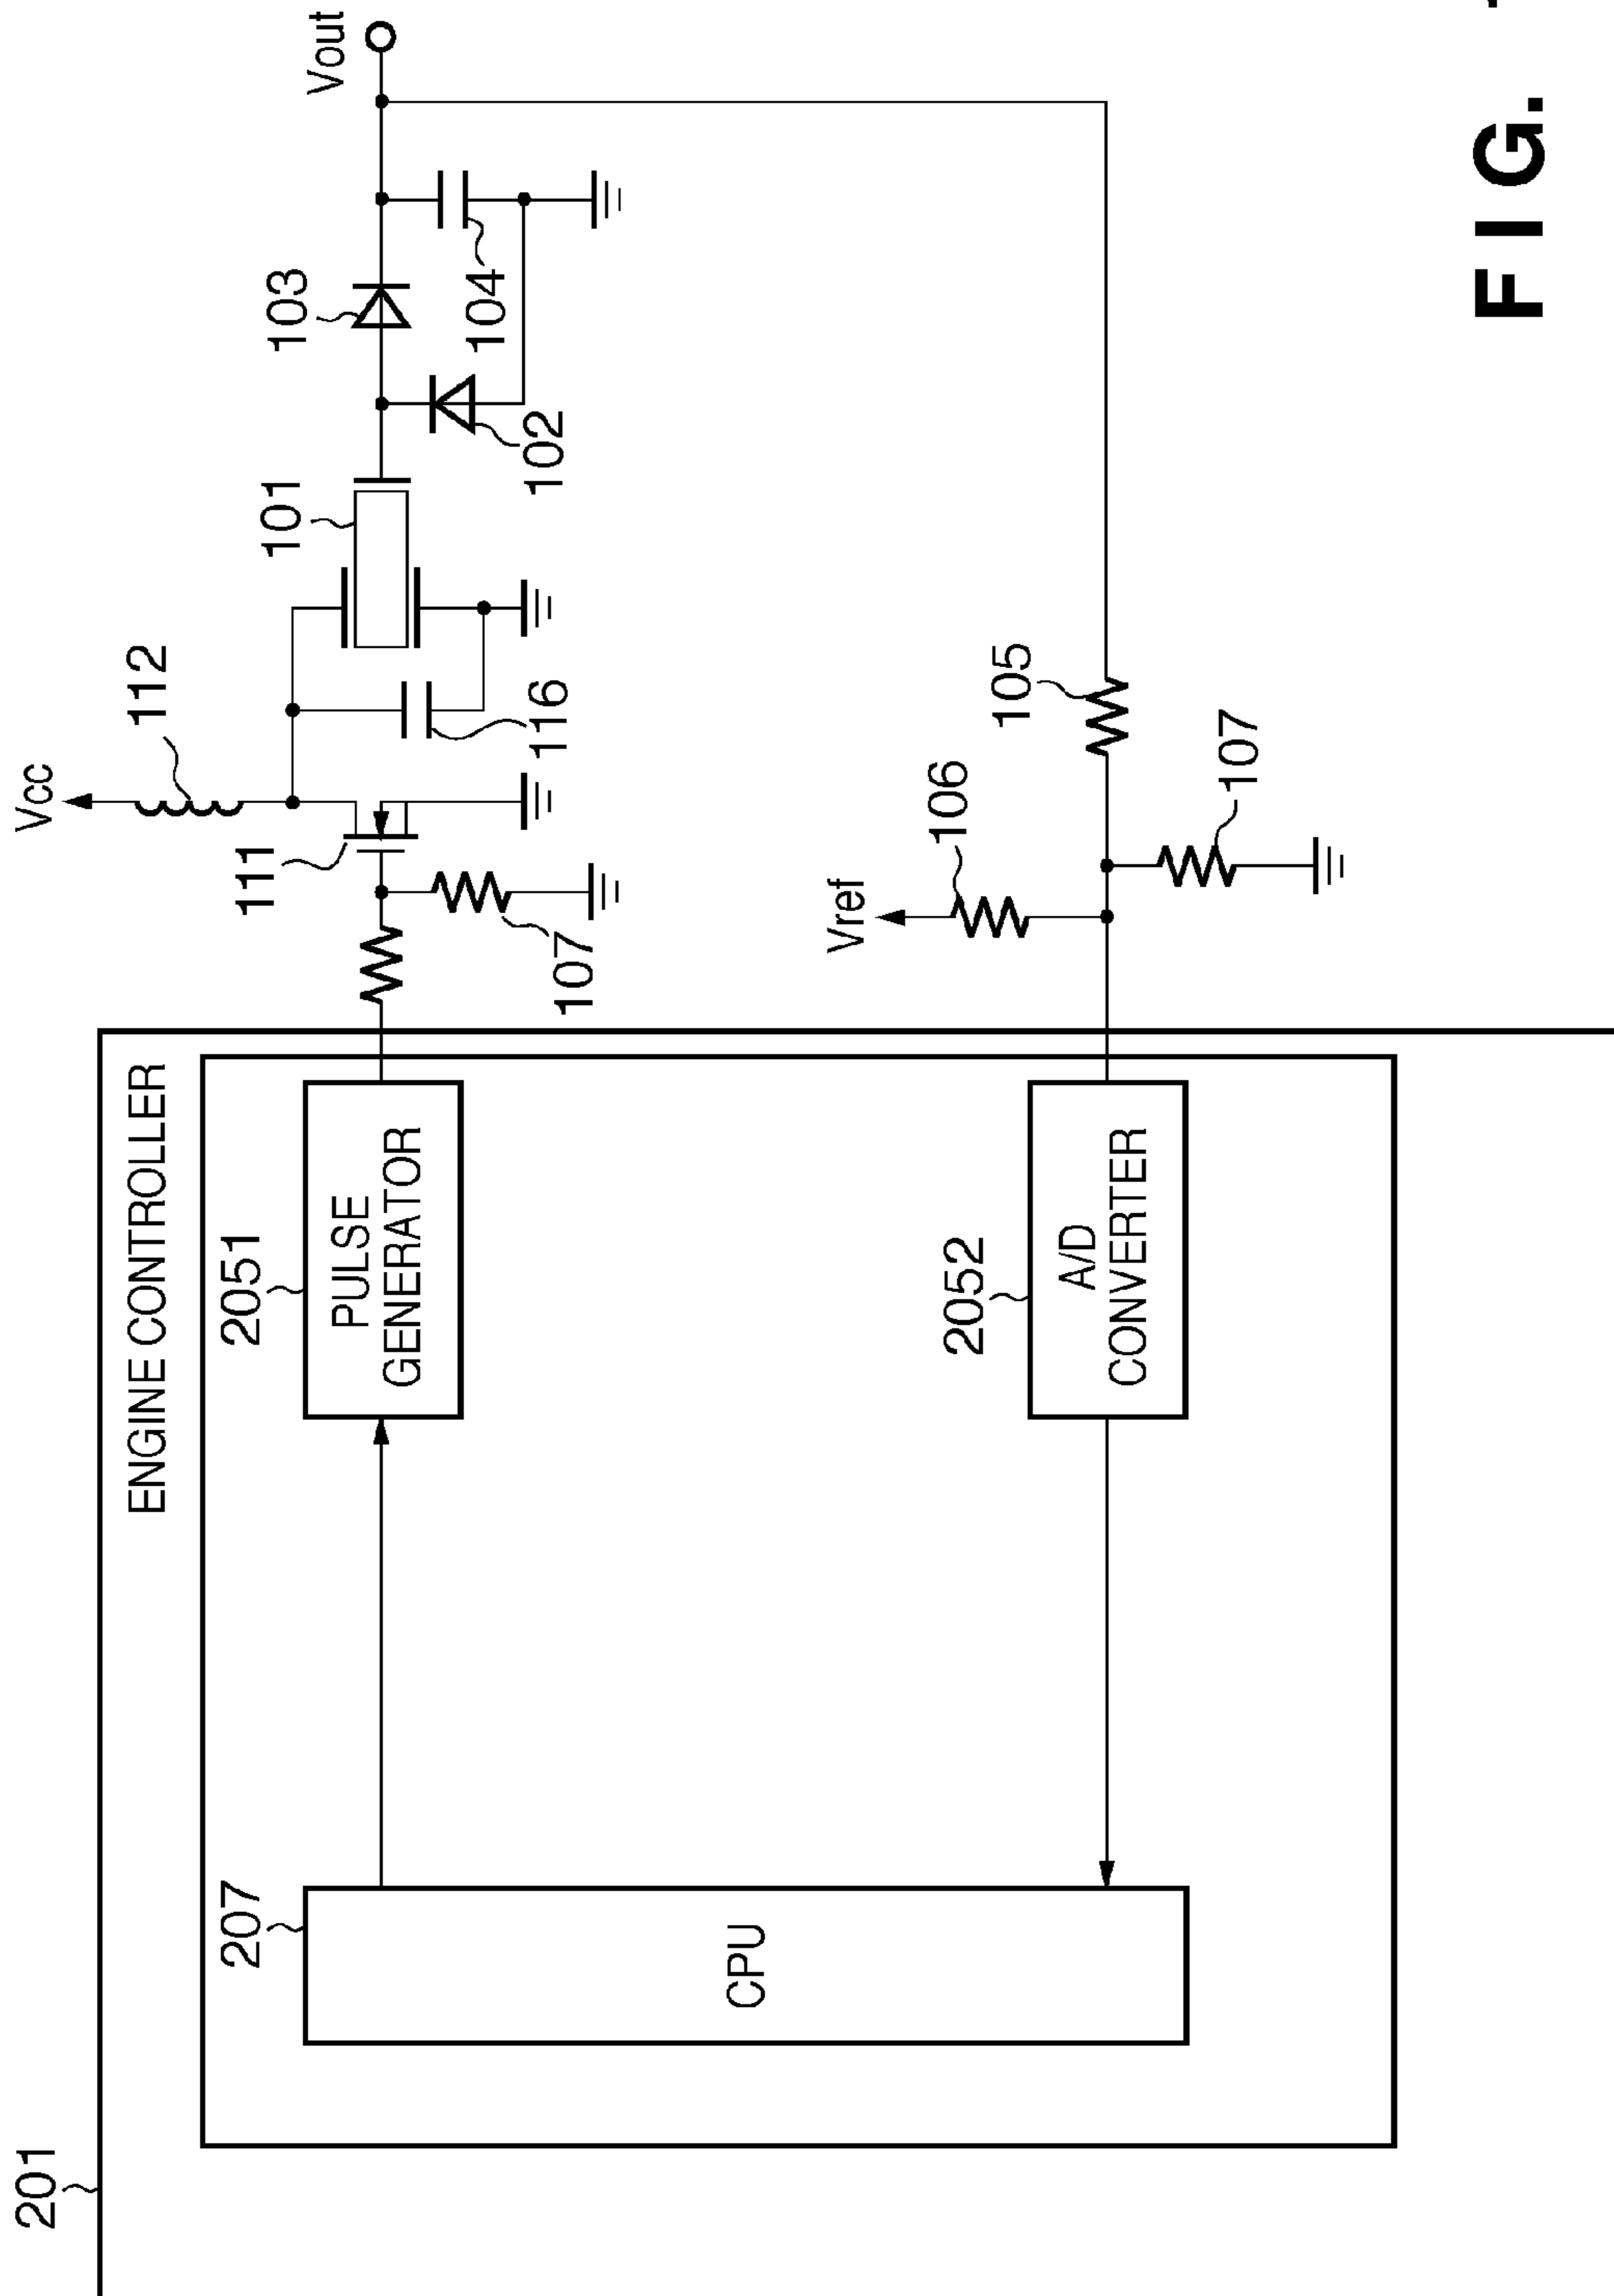 201
ENGINE CONTROLLER
207
CPU
2051
PULSE
GENERATOR
2052
A/D
CONVERTER
Vcc
112
111
107
116
101
103
102
104
Vout
Vref
106
105
107
FIG.